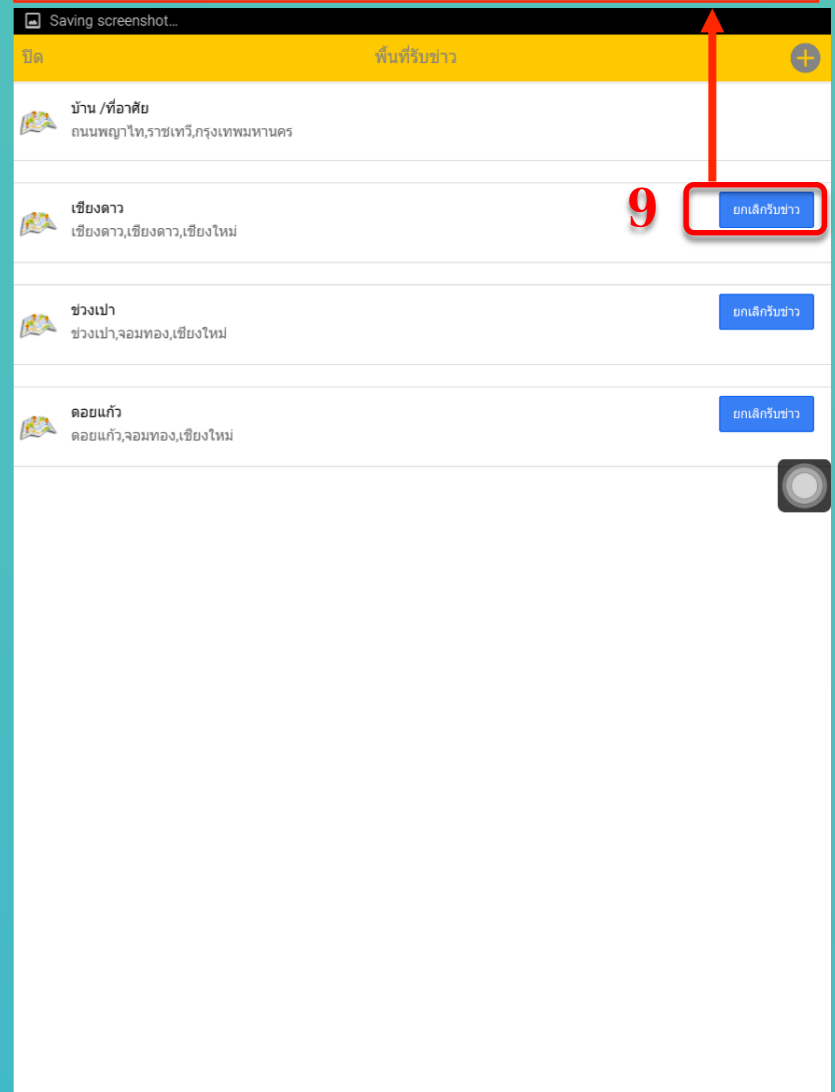 Saving screenshot...
ปิด พื้นที่รับข่าว
บ้าน /ที่อาศัย
ถนนพญาไท,ราชเทวี,กรุงเทพมหานคร
เชียงดาว
9 ยกเลิกรับข่าว
เชียงดาว,เชียงดาว,เชียงใหม่
ข่วงเปา
ยกเลิกรับข่าว
ข่วงเปา,จอมทอง,เชียงใหม่
ดอยแก้ว
ยกเลิกรับข่าว
ดอยแก้ว,จอมทอง,เชียงใหม่